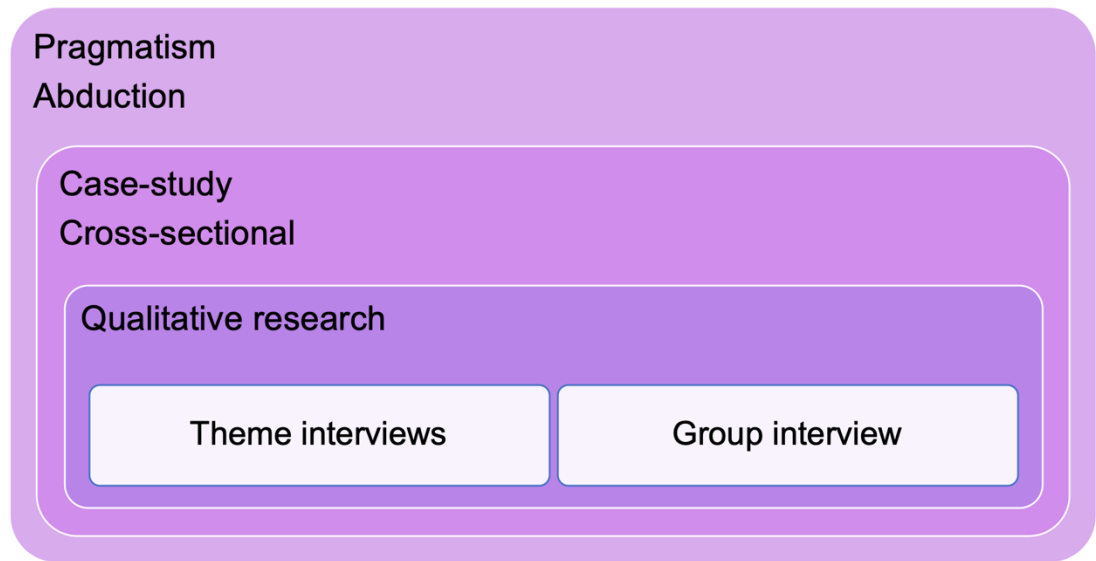 Pragmatism
Abduction
Case-study
Cross-sectional
Qualitative research
Theme interviews
Group interview